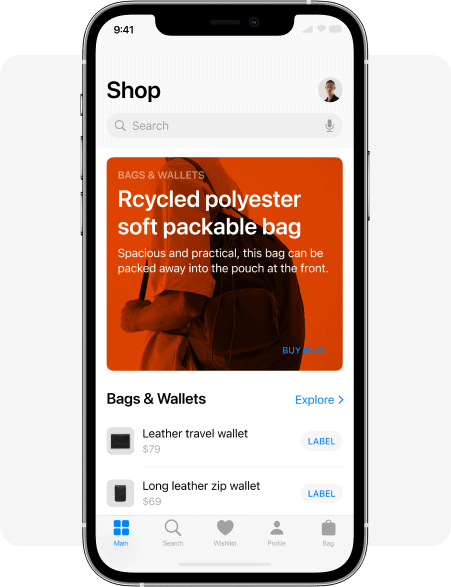 9:41
Shop
Search
BAGS & WALLETS
Rcycled polyester
soft packable bag
Spacious and practical, this bag can be
packed away into the pouch at the front.
BUY NOW
Bags & Wallets
Explore
Leather travel wallet
$79
LABEL
Long leather zip wallet
$69
LABEL
Main
Search
Wishlist
Profile
Bag